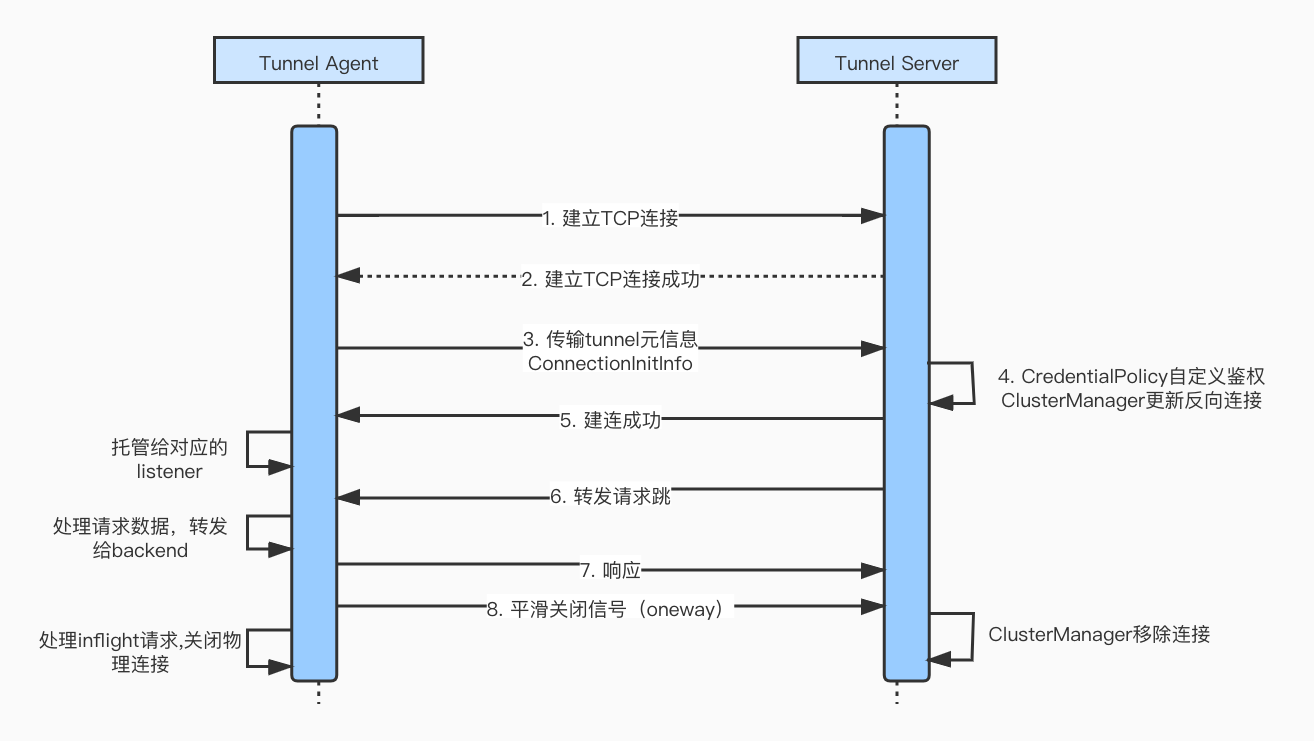 Tunnel Agent
Tunnel Server
1. 建立TCP连接
2. 建立TCP连接成功
3. 传输tunnel元信息
ConnectionInitInfo
4. CredentialPolicy自定义鉴权
ClusterManager更新反向连接
5. 建连成功
托管给对应的
listener
6. 转发请求跳
处理请求数据，转发
给backend
7. 响应
8. 平滑关闭信号（oneway）
处理inflight请求,关闭物
理连接
ClusterManager移除连接